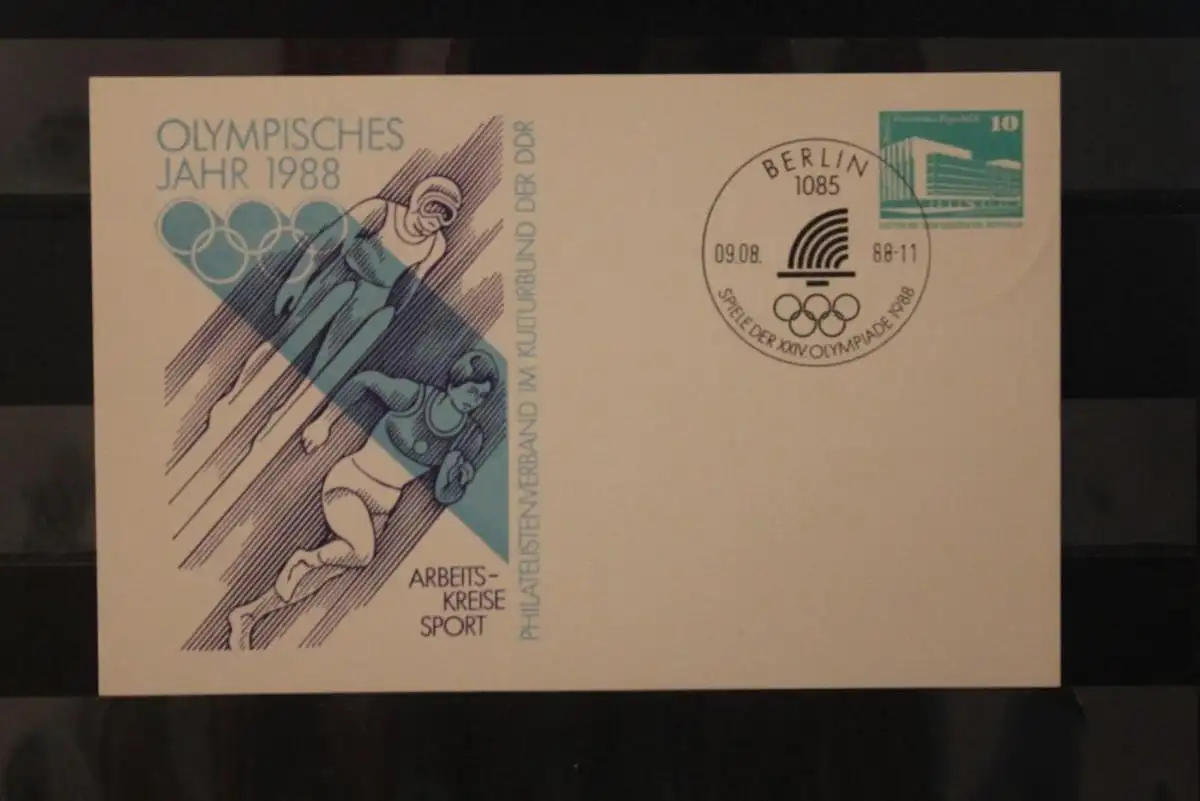 OLYMPISCHES
JAHR 1988
PHILATELISTENVERBAND IM KULTURBUND DER DDR
ARBEITS-
KREISE
SPORT
BERLIN
1085
09.08. 88-11
SPIELE DER XXIV. OLYMPIADE 1988
10